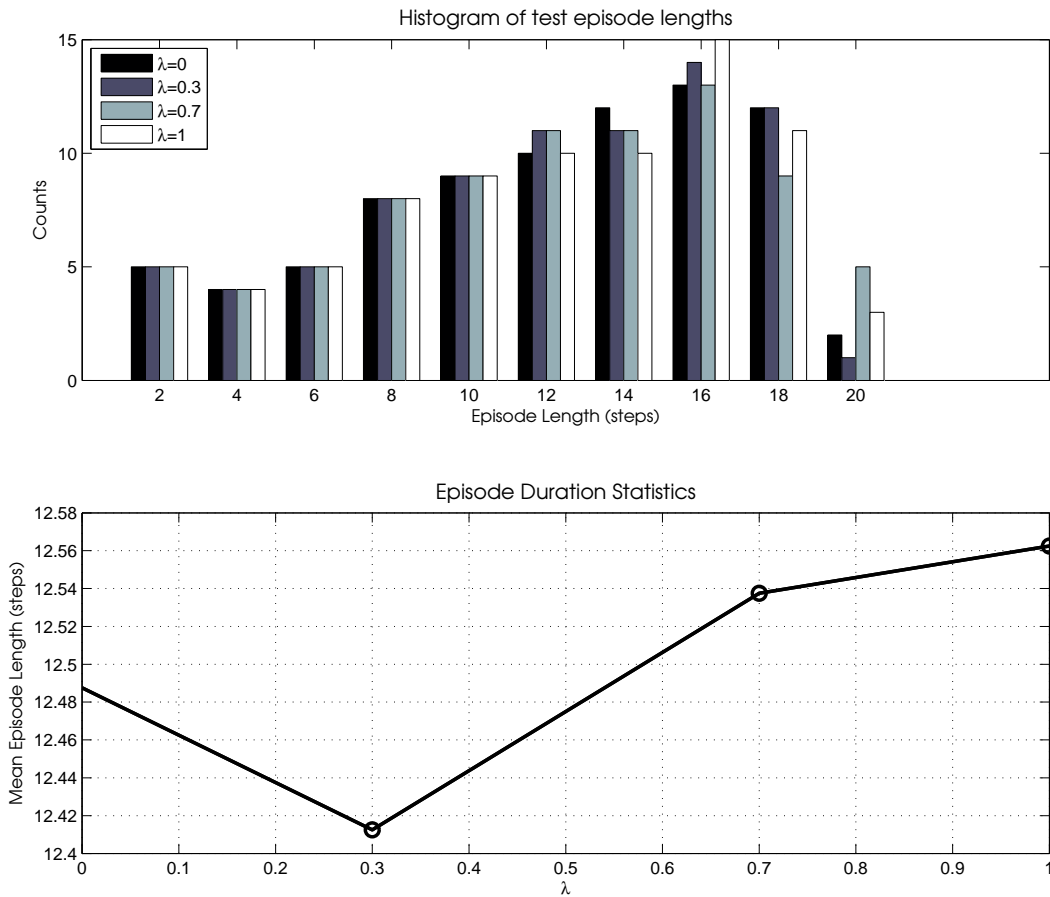 Histogram of test episode lengths
15
10
5
0
Counts
λ=0
λ=0.3
λ=0.7
λ=1
2 4 6 8 10 12 14 16 18 20
Episode Length (steps)
Episode Duration Statistics
12.58
12.56
12.54
12.52
12.5
12.48
12.46
12.44
12.42
12.4
Mean Episode Length (steps)
0 0.1 0.2 0.3 0.4 0.5 0.6 0.7 0.8 0.9 1
λ